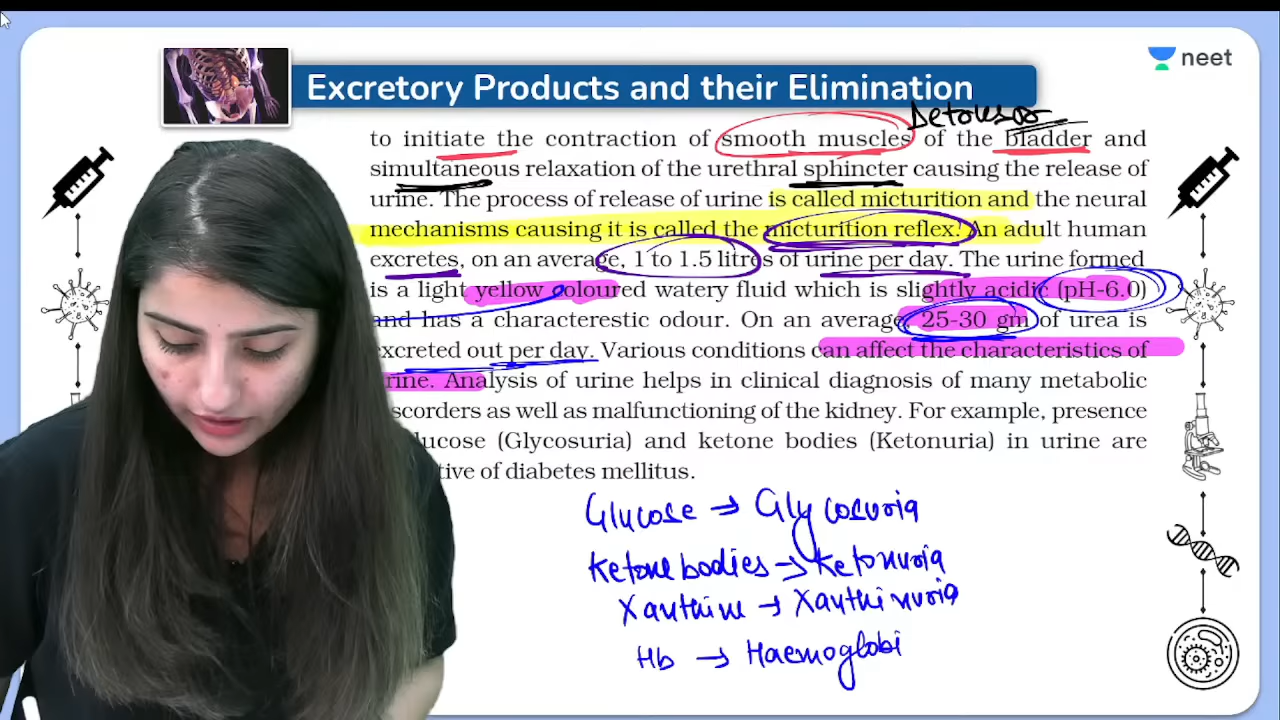 neet
Excretory Products and their Elimination
Detrusor
to initiate the contraction of smooth muscles of the bladder and
simultaneous relaxation of the urethral sphincter causing the release of
urine. The process of release of urine is called micturition and the neural
mechanisms causing it is called the micturition reflex. An adult human
excretes, on an average, 1 to 1.5 litres of urine per day. The urine formed
is a light yellow coloured watery fluid which is slightly acidic (pH-6.0)
and has a characterestic odour. On an average, 25-30 gm of urea is
excreted out per day. Various conditions can affect the characteristics of
urine. Analysis of urine helps in clinical diagnosis of many metabolic
discorders as well as malfunctioning of the kidney. For example, presence
glucose (Glycosuria) and ketone bodies (Ketonuria) in urine are
of diabetes mellitus.
Glucose → Glycosuria
Ketone bodies → Ketonuria
Xanthine → Xanthinuria
Hb → Haemoglobi